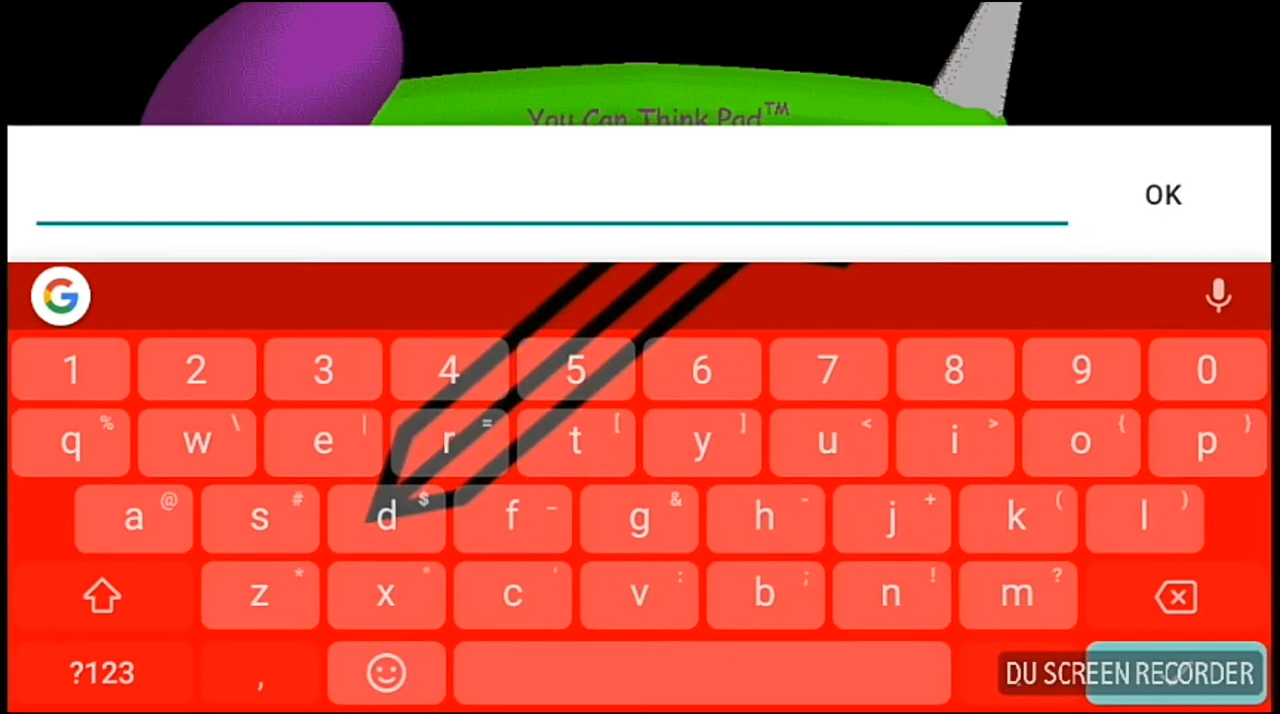 You Can Think Pad™
OK
G
1 2 3 4 5 6 7 8 9 0
q % w \ e | r = t [ y ] u < i > o { p }
a @ s # d $ f _ g & h - j + k ( l )
z * x " c ' v : b ; n ! m ?
?123 , DU SCREEN RECORDER